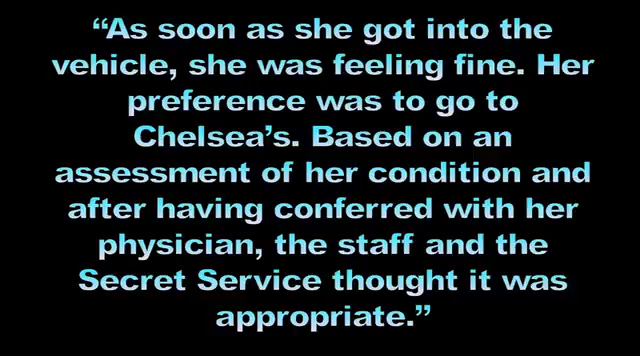 “As soon as she got into the
vehicle, she was feeling fine. Her
preference was to go to
Chelsea’s. Based on an
assessment of her condition and
after having conferred with her
physician, the staff and the
Secret Service thought it was
appropriate.”